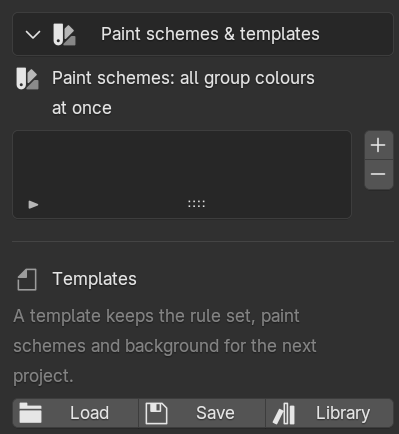 Paint schemes & templates
Paint schemes: all group colours
at once
Templates
A template keeps the rule set, paint
schemes and background for the next
project.
Load Save Library